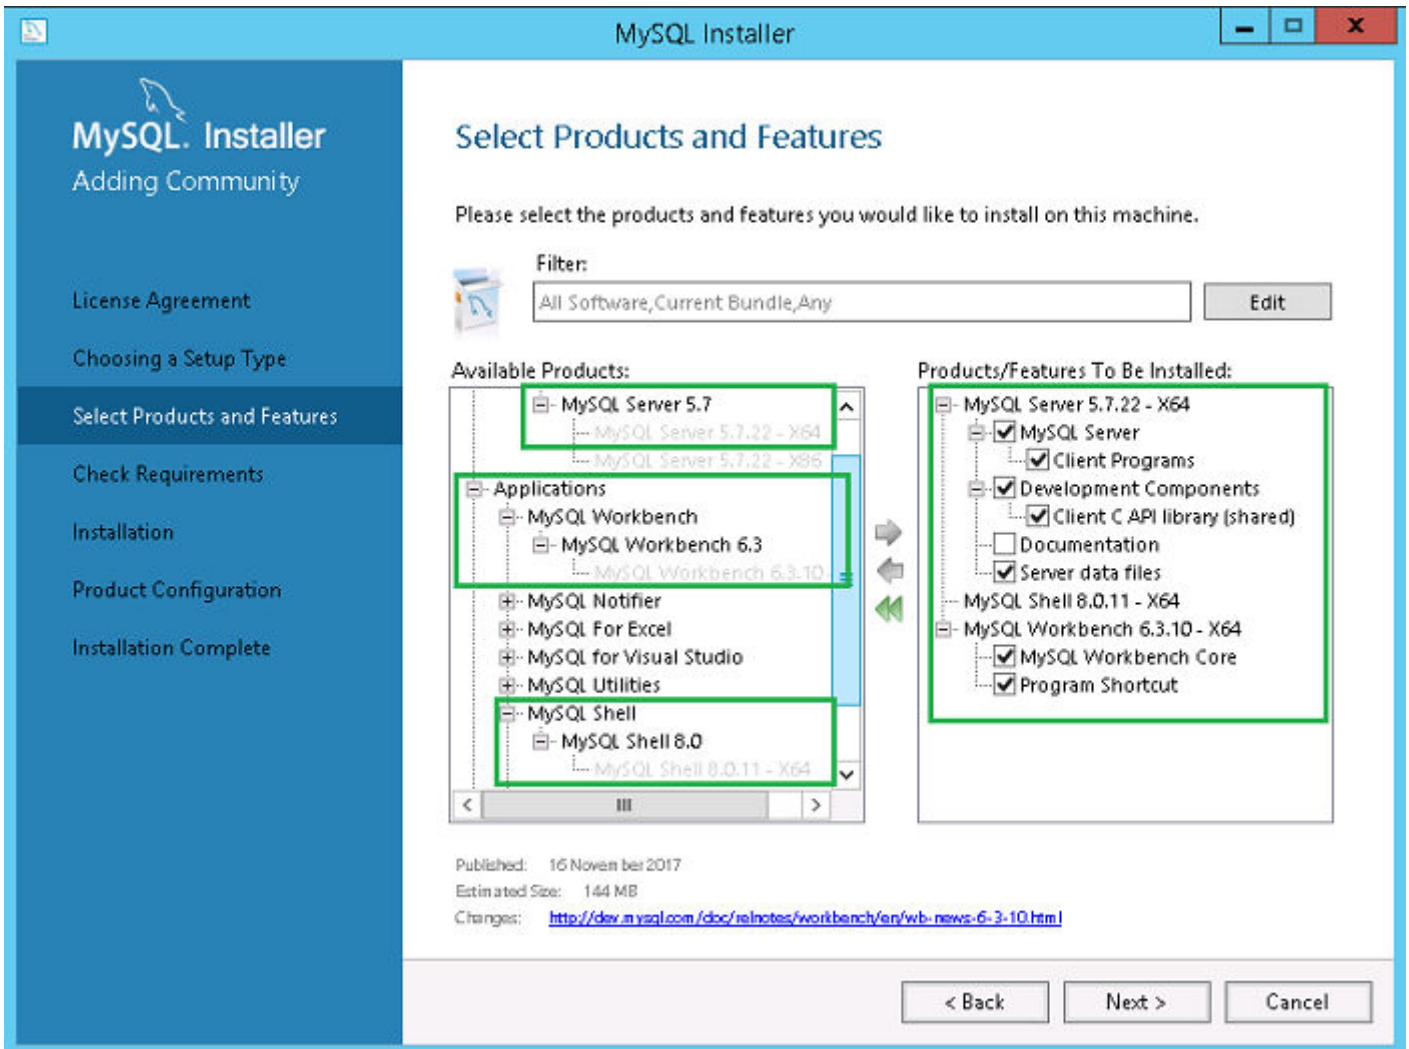 MySQL Installer
MySQL. Installer
Adding Community
License Agreement
Choosing a Setup Type
Select Products and Features
Check Requirements
Installation
Product Configuration
Installation Complete
Select Products and Features
Please select the products and features you would like to install on this machine.
Filter:
All Software,Current Bundle,Any
Edit
Available Products:
MySQL Server 5.7
MySQL Server 5.7.22 - X64
MySQL Server 5.7.22 - X86
Applications
MySQL Workbench
MySQL Workbench 6.3
MySQL Workbench 6.3.10 -
MySQL Notifier
MySQL For Excel
MySQL for Visual Studio
MySQL Utilities
MySQL Shell
MySQL Shell 8.0
MySQL Shell 8.0.11 - X64
Products/Features To Be Installed:
MySQL Server 5.7.22 - X64
MySQL Server
Client Programs
Development Components
Client C API library (shared)
Documentation
Server data files
MySQL Shell 8.0.11 - X64
MySQL Workbench 6.3.10 - X64
MySQL Workbench Core
Program Shortcut
Published: 16 November 2017
Estimated Size: 144 MB
Changes: http://dev.mysql.com/doc/relnotes/workbench/en/wb-news-6-3-10.html
< Back
Next >
Cancel